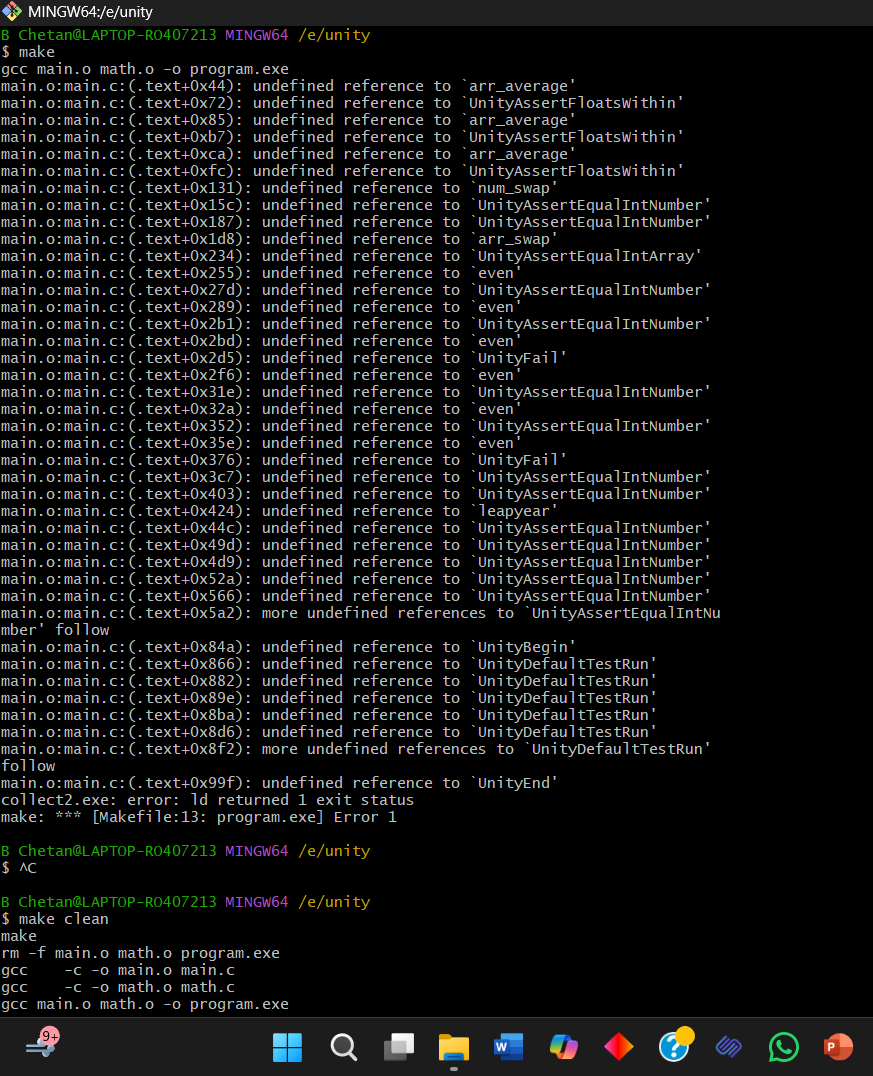 MINGW64:/e/unity
B Chetan@LAPTOP-RO407213 MINGW64 /e/unity
$ make
gcc main.o math.o -o program.exe
main.o:main.c:(.text+0x44): undefined reference to `arr_average'
main.o:main.c:(.text+0x72): undefined reference to `UnityAssertFloatsWithin'
main.o:main.c:(.text+0x85): undefined reference to `arr_average'
main.o:main.c:(.text+0xb7): undefined reference to `UnityAssertFloatsWithin'
main.o:main.c:(.text+0xca): undefined reference to `arr_average'
main.o:main.c:(.text+0xfc): undefined reference to `UnityAssertFloatsWithin'
main.o:main.c:(.text+0x131): undefined reference to `num_swap'
main.o:main.c:(.text+0x15c): undefined reference to `UnityAssertEqualIntNumber'
main.o:main.c:(.text+0x187): undefined reference to `UnityAssertEqualIntNumber'
main.o:main.c:(.text+0x1d8): undefined reference to `arr_swap'
main.o:main.c:(.text+0x234): undefined reference to `UnityAssertEqualIntArray'
main.o:main.c:(.text+0x255): undefined reference to `even'
main.o:main.c:(.text+0x27d): undefined reference to `UnityAssertEqualIntNumber'
main.o:main.c:(.text+0x289): undefined reference to `even'
main.o:main.c:(.text+0x2b1): undefined reference to `UnityAssertEqualIntNumber'
main.o:main.c:(.text+0x2bd): undefined reference to `even'
main.o:main.c:(.text+0x2d5): undefined reference to `UnityFail'
main.o:main.c:(.text+0x2f6): undefined reference to `even'
main.o:main.c:(.text+0x31e): undefined reference to `UnityAssertEqualIntNumber'
main.o:main.c:(.text+0x32a): undefined reference to `even'
main.o:main.c:(.text+0x352): undefined reference to `UnityAssertEqualIntNumber'
main.o:main.c:(.text+0x35e): undefined reference to `even'
main.o:main.c:(.text+0x376): undefined reference to `UnityFail'
main.o:main.c:(.text+0x3c7): undefined reference to `UnityAssertEqualIntNumber'
main.o:main.c:(.text+0x403): undefined reference to `UnityAssertEqualIntNumber'
main.o:main.c:(.text+0x424): undefined reference to `leapyear'
main.o:main.c:(.text+0x44c): undefined reference to `UnityAssertEqualIntNumber'
main.o:main.c:(.text+0x49d): undefined reference to `UnityAssertEqualIntNumber'
main.o:main.c:(.text+0x4d9): undefined reference to `UnityAssertEqualIntNumber'
main.o:main.c:(.text+0x52a): undefined reference to `UnityAssertEqualIntNumber'
main.o:main.c:(.text+0x566): undefined reference to `UnityAssertEqualIntNumber'
main.o:main.c:(.text+0x5a2): more undefined references to `UnityAssertEqualIntNu
mber' follow
main.o:main.c:(.text+0x84a): undefined reference to `UnityBegin'
main.o:main.c:(.text+0x866): undefined reference to `UnityDefaultTestRun'
main.o:main.c:(.text+0x882): undefined reference to `UnityDefaultTestRun'
main.o:main.c:(.text+0x89e): undefined reference to `UnityDefaultTestRun'
main.o:main.c:(.text+0x8ba): undefined reference to `UnityDefaultTestRun'
main.o:main.c:(.text+0x8d6): undefined reference to `UnityDefaultTestRun'
main.o:main.c:(.text+0x8f2): more undefined references to `UnityDefaultTestRun'
follow
main.o:main.c:(.text+0x99f): undefined reference to `UnityEnd'
collect2.exe: error: ld returned 1 exit status
make: *** [Makefile:13: program.exe] Error 1
B Chetan@LAPTOP-RO407213 MINGW64 /e/unity
$ ^C
B Chetan@LAPTOP-RO407213 MINGW64 /e/unity
$ make clean
make
rm -f main.o math.o program.exe
gcc    -c -o main.o main.c
gcc    -c -o math.o math.c
gcc main.o math.o -o program.exe
9+
W
?
P